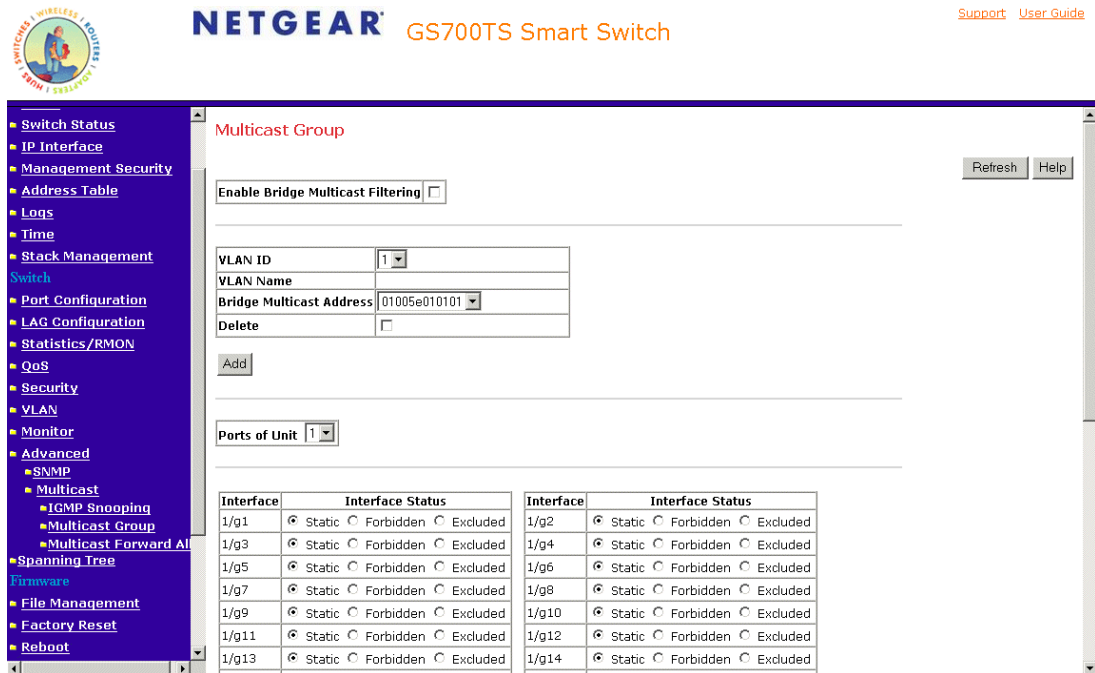 WIRELESS I ROUTERS I ADAPTERS I HUBS I SWITCHES I
NETGEAR
GS700TS Smart Switch
Support User Guide
Switch Status
IP Interface
Management Security
Address Table
Logs
Time
Stack Management
Switch
Port Configuration
LAG Configuration
Statistics/RMON
QoS
Security
VLAN
Monitor
Advanced
SNMP
Multicast
IGMP Snooping
Multicast Group
Multicast Forward All
Spanning Tree
Firmware
File Management
Factory Reset
Reboot
Multicast Group
Refresh Help
Enable Bridge Multicast Filtering
VLAN ID 1
VLAN Name
Bridge Multicast Address 01005e010101
Delete
Add
Ports of Unit 1
Interface Interface Status Interface Interface Status
1/g1 Static Forbidden Excluded 1/g2 Static Forbidden Excluded
1/g3 Static Forbidden Excluded 1/g4 Static Forbidden Excluded
1/g5 Static Forbidden Excluded 1/g6 Static Forbidden Excluded
1/g7 Static Forbidden Excluded 1/g8 Static Forbidden Excluded
1/g9 Static Forbidden Excluded 1/g10 Static Forbidden Excluded
1/g11 Static Forbidden Excluded 1/g12 Static Forbidden Excluded
1/g13 Static Forbidden Excluded 1/g14 Static Forbidden Excluded